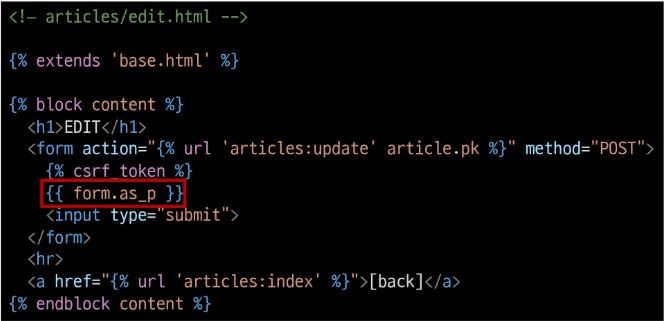 <!— articles/edit.html -->
{% extends 'base.html' %}
{% block content %}
<h1>EDIT</h1>
<form action="{% url 'articles:update' article.pk %}" method="POST">
{% csrf_token %}
{{ form.as_p }}
<input type="submit">
</form>
<hr>
<a href="{% url 'articles:index' %}">[back]</a>
{% endblock content %}